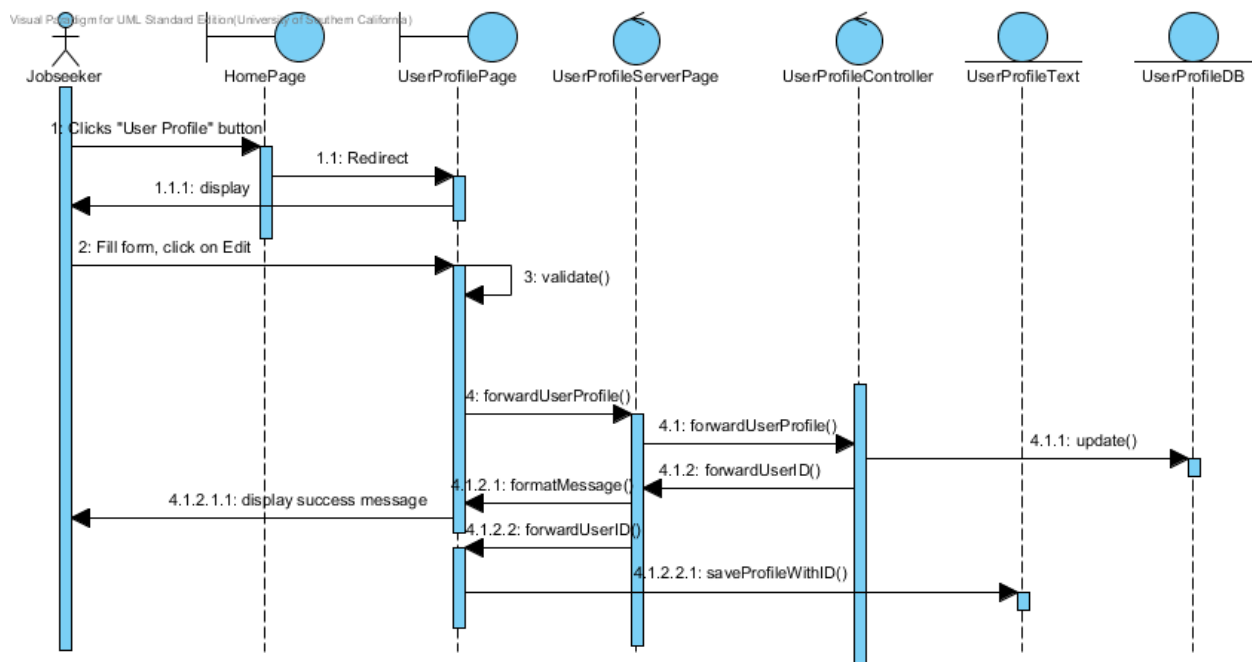 Visual Paradigm for UML Standard Edition(University of Southern California)
Jobseeker
HomePage
UserProfilePage
UserProfileServerPage
UserProfileController
UserProfileText
UserProfileDB
1: Clicks "User Profile" button
1.1: Redirect
1.1.1: display
2: Fill form, click on Edit
3: validate()
4: forwardUserProfile()
4.1: forwardUserProfile()
4.1.1: update()
4.1.2: forwardUserID()
4.1.2.1: formatMessage()
4.1.2.1.1: display success message
4.1.2.2: forwardUserID()
4.1.2.2.1: saveProfileWithID()